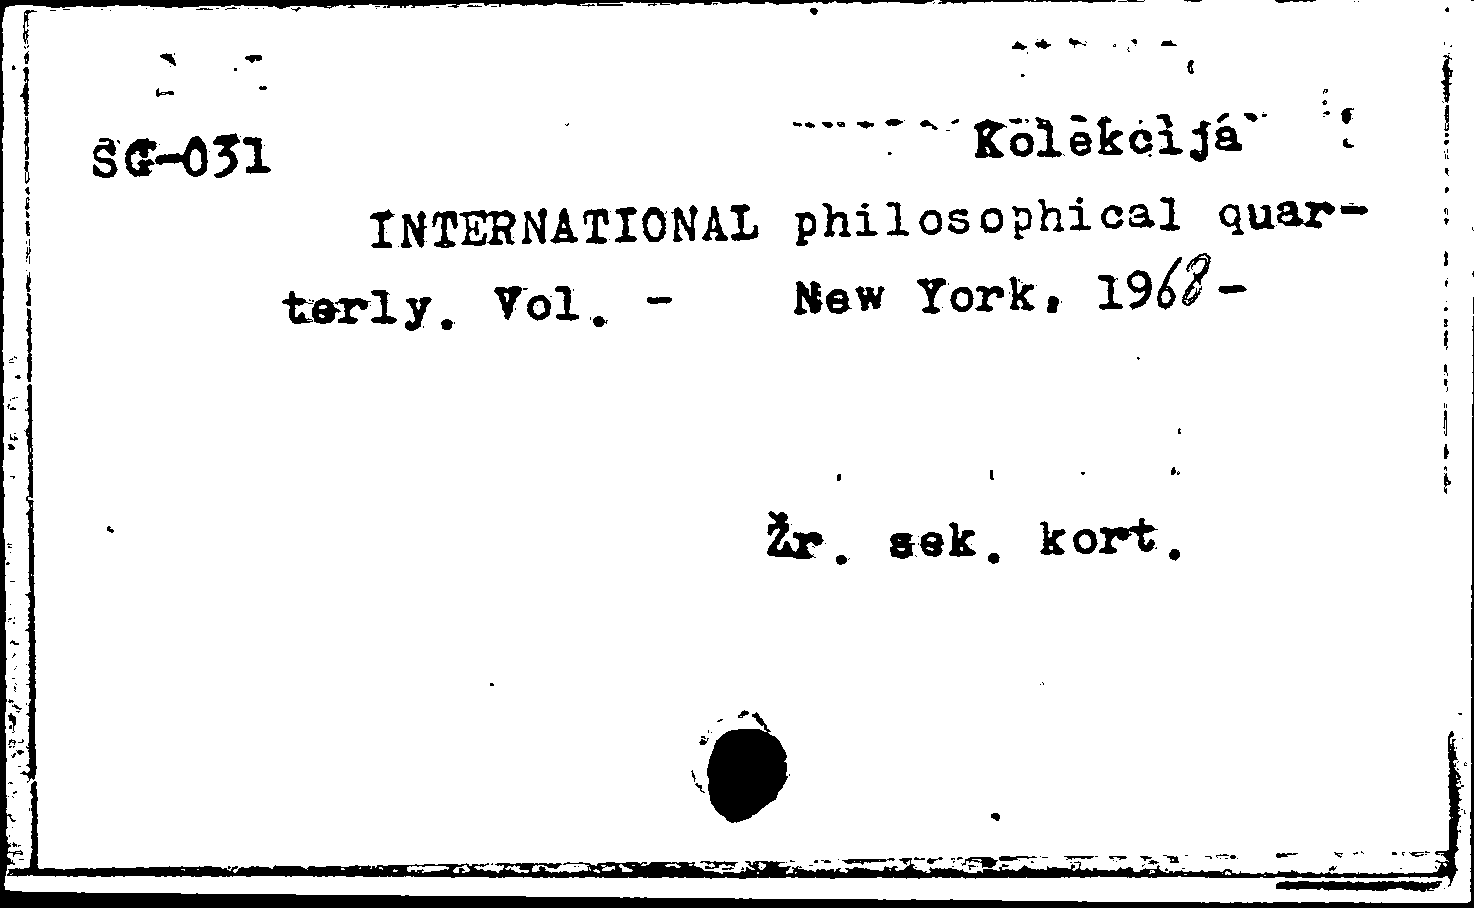 SG-031
Kolekcija
INTERNATIONAL philosophical quar-
terly. Vol. - New York, 1968-
Žr. sek. kort.